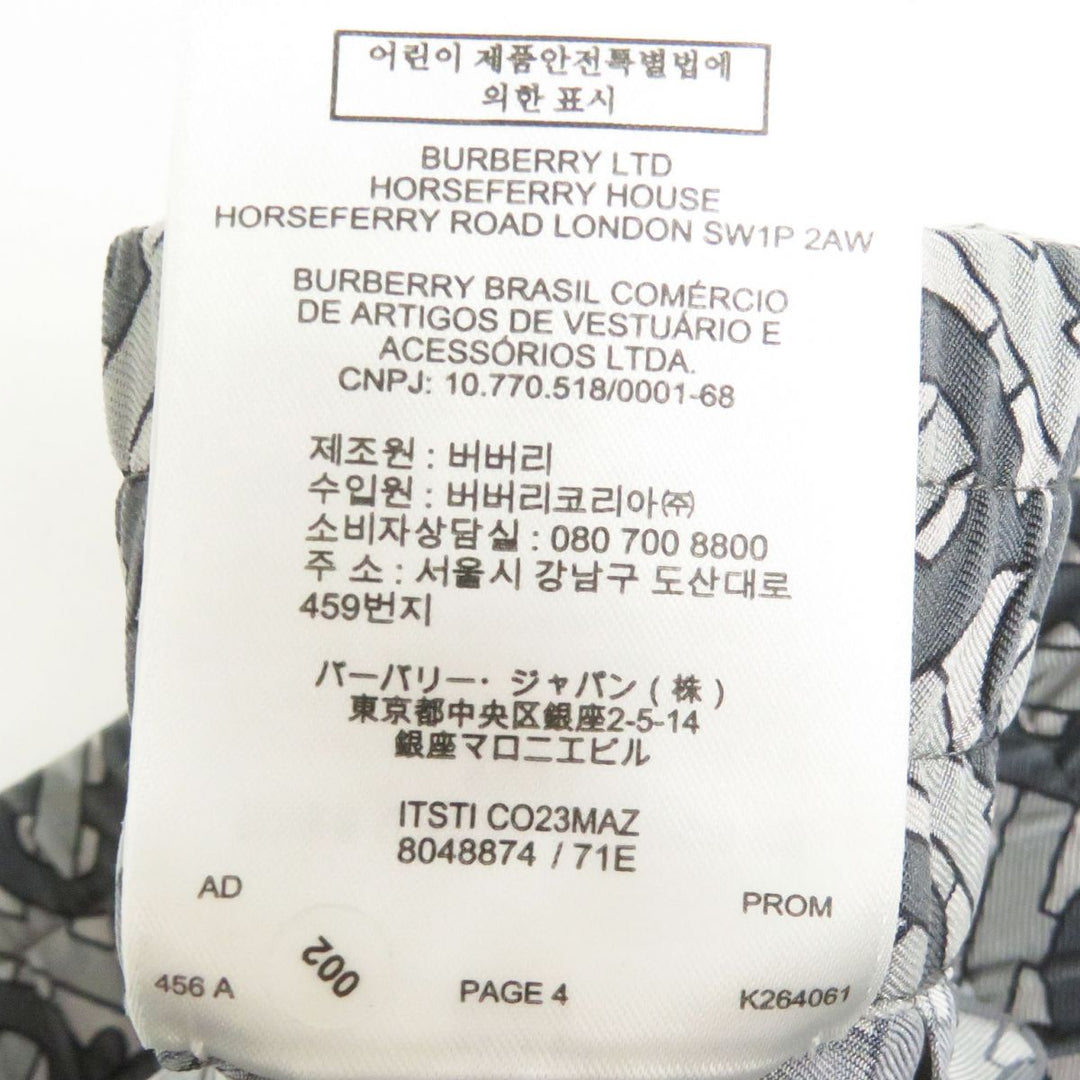 어린이 제품안전특별법에
의한 표시
BURBERRY LTD
HORSEFERRY HOUSE
HORSEFERRY ROAD LONDON SW1P 2AW
BURBERRY BRASIL COMÉRCIO
DE ARTIGOS DE VESTUÁRIO E
ACESSÓRIOS LTDA.
CNPJ: 10.770.518/0001-68
제조원 : 버버리
수입원 : 버버리코리아㈜
소비자상담실 : 080 700 8800
주 소 : 서울시 강남구 도산대로
459번지
バーバリー・ジャパン ( 株 )
東京都中央区銀座2-5-14
銀座マロニエビル
ITSTI CO23MAZ
8048874 / 71E
AD PROM
002
456 A PAGE 4 K264061